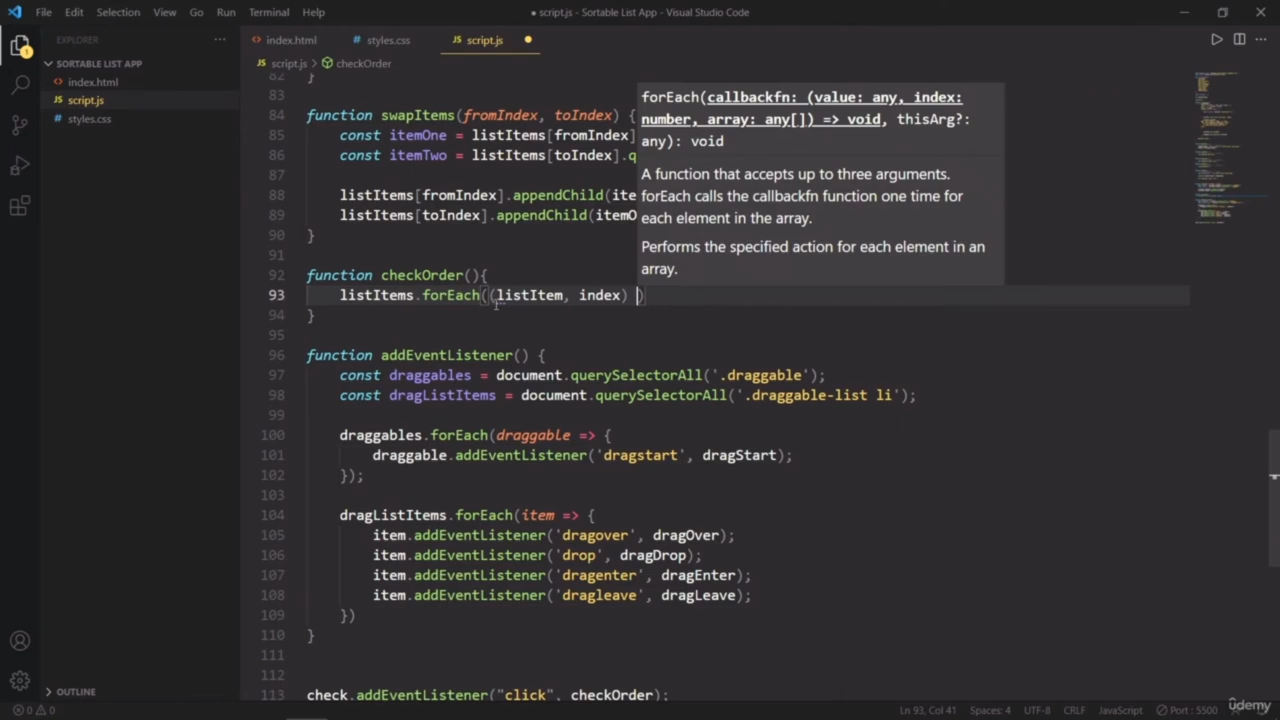 File Edit Selection View Go Run Terminal Help
● script.js - Sortable List App - Visual Studio Code
EXPLORER
SORTABLE LIST APP
index.html
script.js
styles.css
OUTLINE
index.html styles.css script.js
script.js > checkOrder
82 }
83
84 function swapItems(fromIndex, toIndex) {
85 const itemOne = listItems[fromIndex]
86 const itemTwo = listItems[toIndex].q
87
88 listItems[fromIndex].appendChild(ite
89 listItems[toIndex].appendChild(itemO
90 }
91
92 function checkOrder(){
93 listItems.forEach((listItem, index) )
94 }
95
96 function addEventListener() {
97 const draggables = document.querySelectorAll('.draggable');
98 const dragListItems = document.querySelectorAll('.draggable-list li');
99
100 draggables.forEach(draggable => {
101 draggable.addEventListener('dragstart', dragStart);
102 });
103
104 dragListItems.forEach(item => {
105 item.addEventListener('dragover', dragOver);
106 item.addEventListener('drop', dragDrop);
107 item.addEventListener('dragenter', dragEnter);
108 item.addEventListener('dragleave', dragLeave);
109 })
110 }
111
112
113 check.addEventListener("click", checkOrder);
forEach(callbackfn: (value: any, index:
number, array: any[]) => void, thisArg?:
any): void
A function that accepts up to three arguments.
forEach calls the callbackfn function one time for
each element in the array.
Performs the specified action for each element in an
array.
0 0 Ln 93, Col 41 Spaces: 4 UTF-8 CRLF JavaScript Port : 5500
udemy